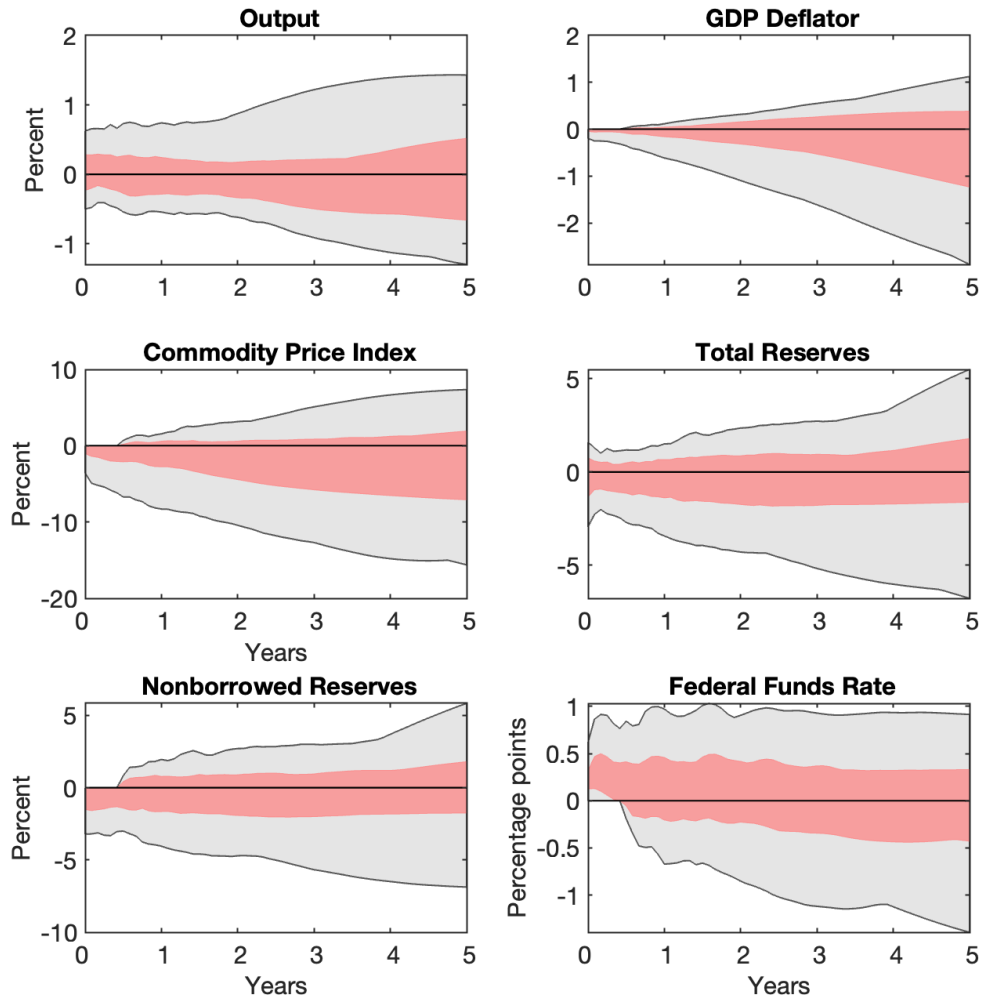 Output
2
1
0
-1
Percent
0 1 2 3 4 5
GDP Deflator
2
1
0
-1
-2
0 1 2 3 4 5
Commodity Price Index
10
0
-10
-20
Percent
0 1 2 3 4 5
Years
Total Reserves
5
0
-5
0 1 2 3 4 5
Nonborrowed Reserves
5
0
-5
-10
Percent
0 1 2 3 4 5
Years
Federal Funds Rate
1
0.5
0
-0.5
-1
Percentage points
0 1 2 3 4 5
Years